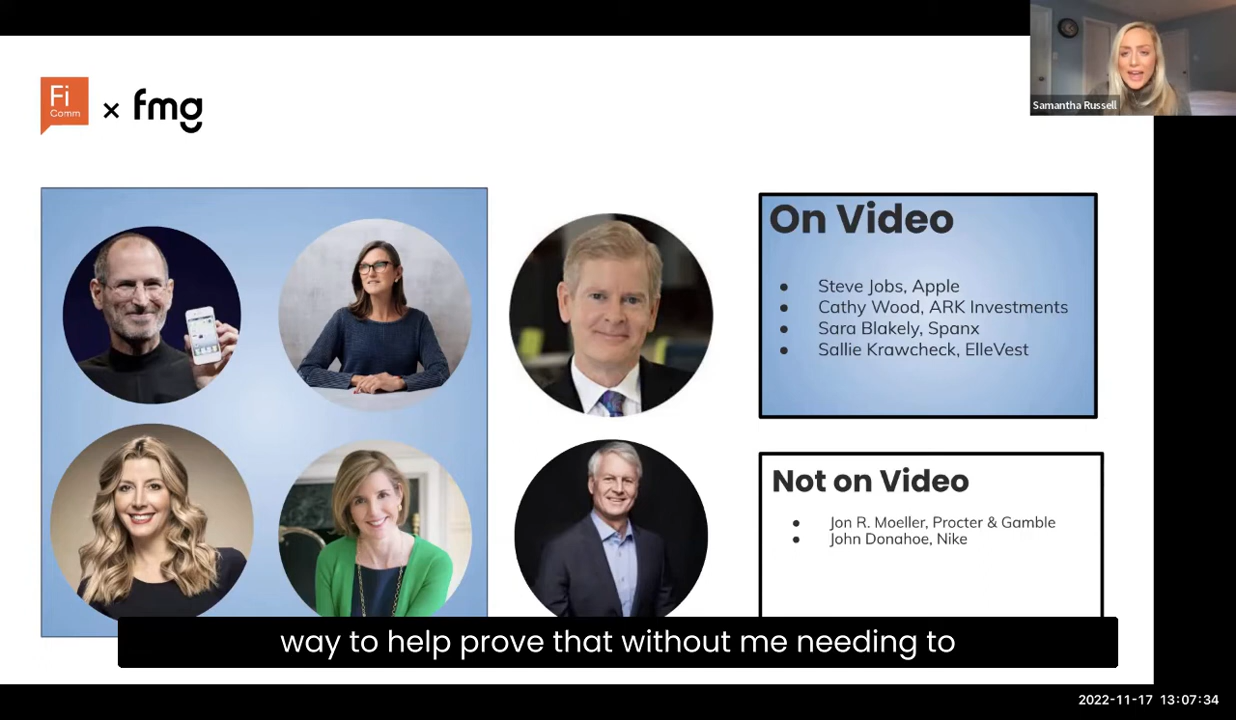 Samantha Russell
Fi
Comm
× fmg
On Video
• Steve Jobs, Apple
• Cathy Wood, ARK Investments
• Sara Blakely, Spanx
• Sallie Krawcheck, ElleVest
Not on Video
• Jon R. Moeller, Procter & Gamble
• John Donahoe, Nike
way to help prove that without me needing to
2022-11-17 13:07:34